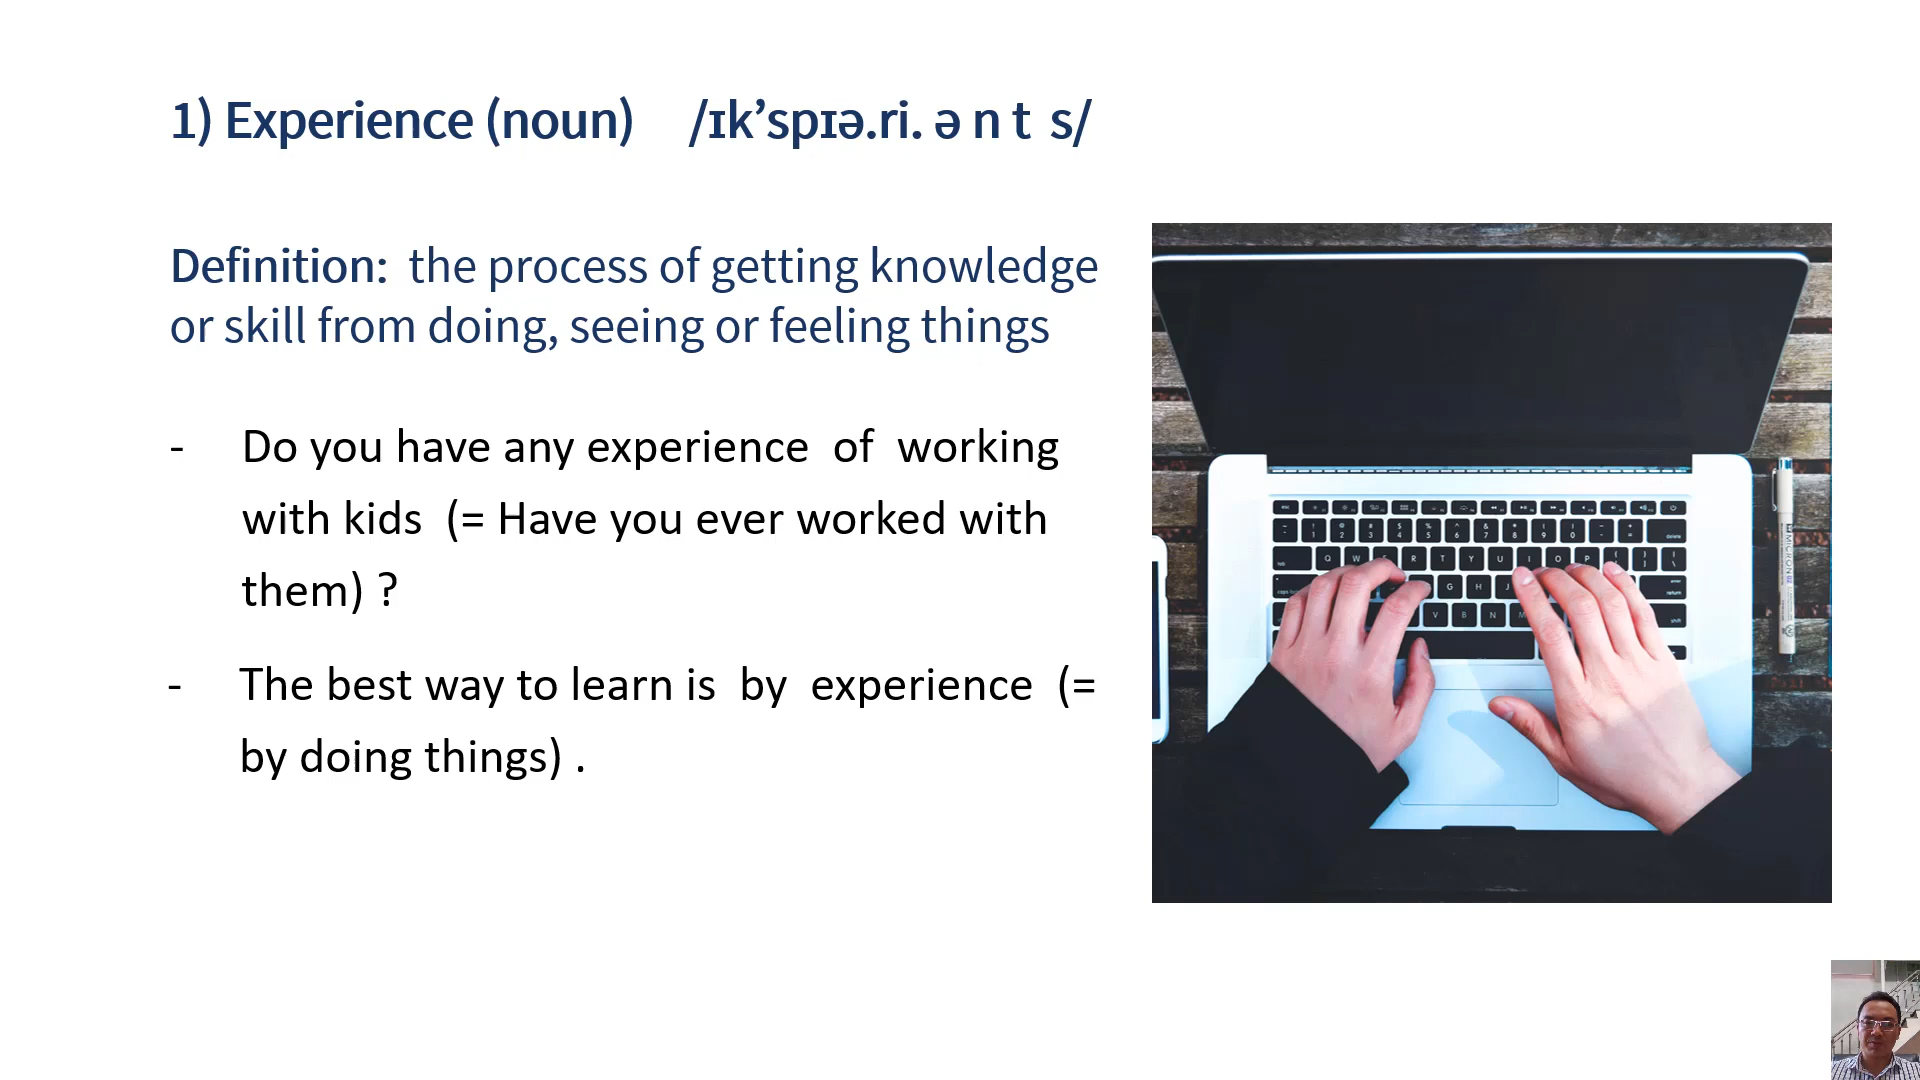 1) Experience (noun) /ɪk’spɪə.ri. ə n t s/
Definition: the process of getting knowledge
or skill from doing, seeing or feeling things
- Do you have any experience of working
with kids (= Have you ever worked with
them) ?
- The best way to learn is by experience (=
by doing things) .